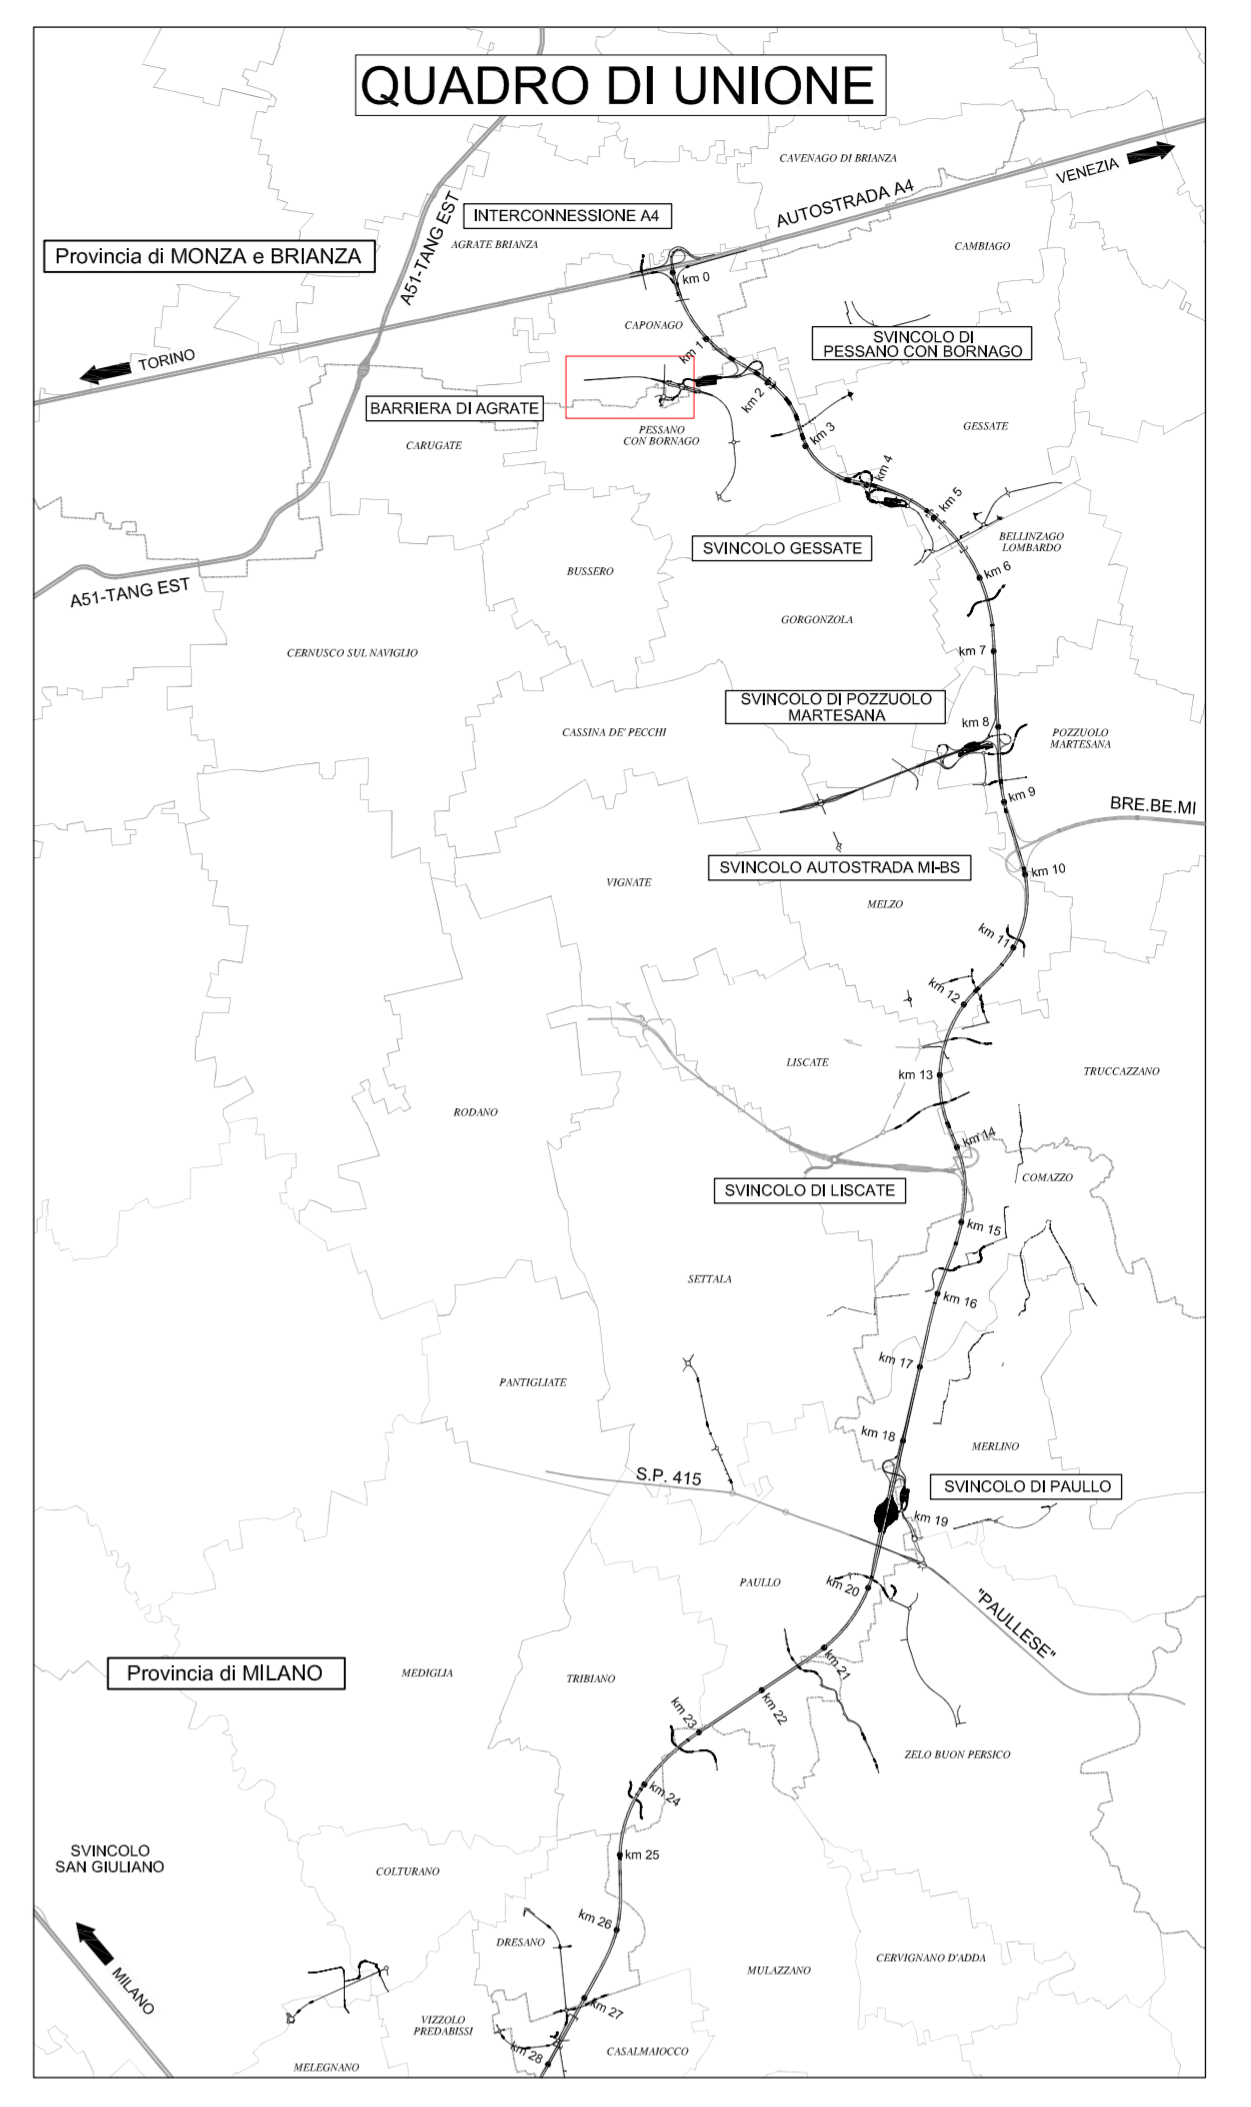 QUADRO DI UNIONE
CAVENAGO DI BRIANZA
VENEZIA
AUTOSTRADA A4
INTERCONNESSIONE A4
A51-TANG EST
AGRATE BRIANZA
CAMBIAGO
Provincia di MONZA e BRIANZA
km 0
CAPONAGO
SVINCOLO DI
PESSANO CON BORNAGO
km 1
TORINO
km 2
BARRIERA DI AGRATE
PESSANO
CON BORNAGO
km 3
GESSATE
CARUGATE
km 4
km 5
SVINCOLO GESSATE
BELLINZAGO
LOMBARDO
BUSSERO
km 6
A51-TANG EST
GORGONZOLA
CERNUSCO SUL NAVIGLIO
km 7
SVINCOLO DI POZZUOLO
MARTESANA
km 8
CASSINA DE' PECCHI
POZZUOLO
MARTESANA
km 9
BRE.BE.MI
SVINCOLO AUTOSTRADA MI-BS
km 10
VIGNATE
MELZO
km 11
km 12
LISCATE
km 13
TRUCCAZZANO
RODANO
km 14
COMAZZO
SVINCOLO DI LISCATE
km 15
SETTALA
km 16
km 17
PANTIGLIATE
km 18
MERLINO
S.P. 415
SVINCOLO DI PAULLO
km 19
PAULLO
km 20
"PAULLESE"
Provincia di MILANO
MEDIGLIA
TRIBIANO
km 21
km 22
km 23
ZELO BUON PERSICO
km 24
SVINCOLO
SAN GIULIANO
km 25
COLTURANO
km 26
DRESANO
CERVIGNANO D'ADDA
MULAZZANO
MILANO
km 27
VIZZOLO
PREDABISSI
km 28
CASALMAIOCCO
MELEGNANO